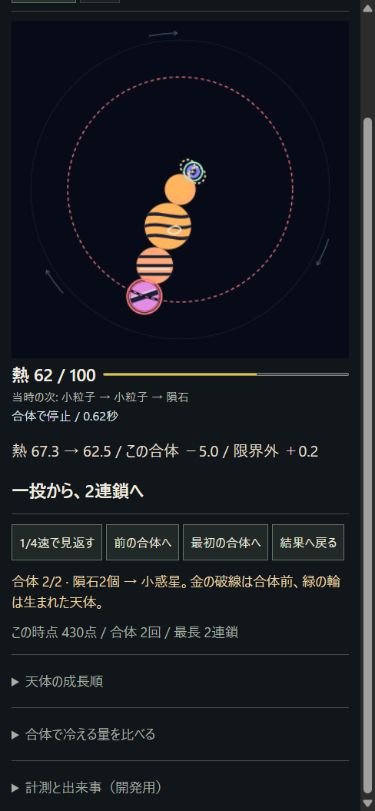 熱 62 / 100
当時の次: 小粒子 → 小粒子 → 隕石
合体で停止 / 0.62秒
熱 67.3 → 62.5 / この合体 －5.0 / 限界外 ＋0.2
一投から、2連鎖へ
1/4速で見返す 前の合体へ 最初の合体へ 結果へ戻る
合体 2/2 · 隕石2個 → 小惑星。金の破線は合体前、緑の輪
は生まれた天体。
この時点 430点 / 合体 2回 / 最長 2連鎖
▶ 天体の成長順
▶ 合体で冷える量を比べる
▶ 計測と出来事（開発用）